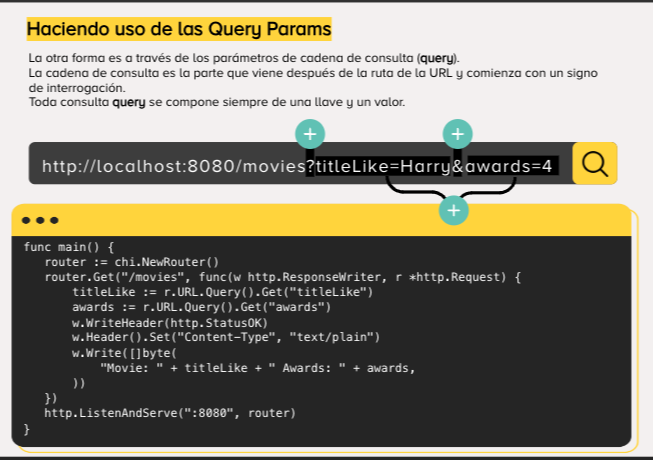 Haciendo uso de las Query Params
La otra forma es a través de los parámetros de cadena de consulta (query).
La cadena de consulta es la parte que viene después de la ruta de la URL y comienza con un signo
de interrogación.
Toda consulta query se compone siempre de una llave y un valor.
+ +
http://localhost:8080/movies?titleLike=Harry&awards=4
+
func main() {
    router := chi.NewRouter()
    router.Get("/movies", func(w http.ResponseWriter, r *http.Request) {
        titleLike := r.URL.Query().Get("titleLike")
        awards := r.URL.Query().Get("awards")
        w.WriteHeader(http.StatusOK)
        w.Header().Set("Content-Type", "text/plain")
        w.Write([]byte(
            "Movie: " + titleLike + " Awards: " + awards,
        ))
    })
    http.ListenAndServe(":8080", router)
}